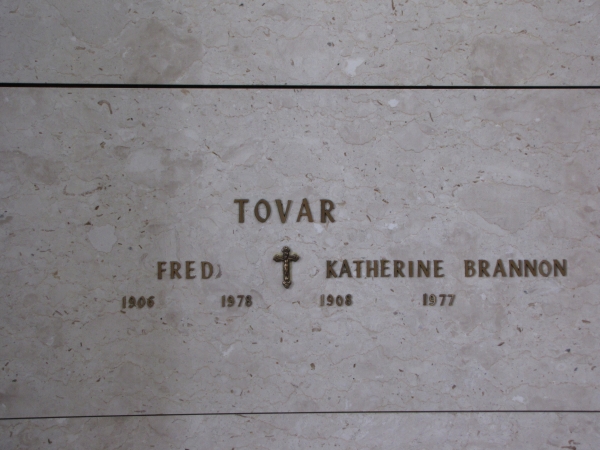 TOVAR
FRED KATHERINE BRANNON
1906 1978 1908 1977